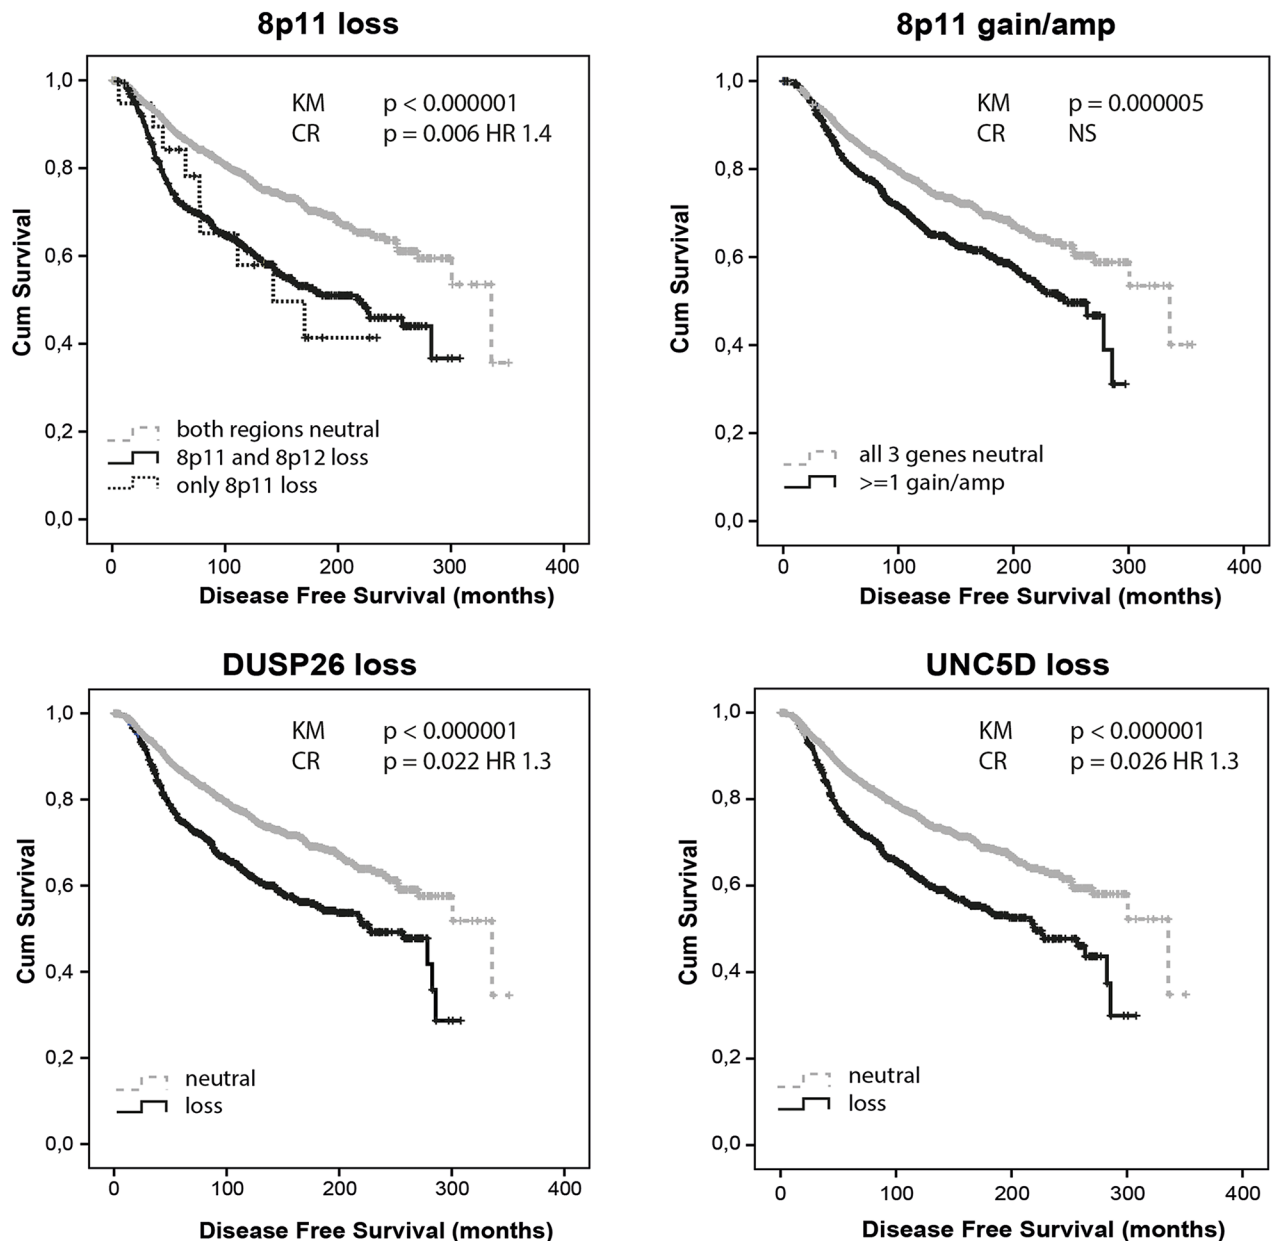 8p11 loss
KM p < 0.000001
CR p = 0.006 HR 1.4
1,0
0,8
0,6
0,4
0,2
0,0
Cum Survival
both regions neutral
8p11 and 8p12 loss
only 8p11 loss
0 100 200 300 400
Disease Free Survival (months)
8p11 gain/amp
KM p = 0.000005
CR NS
1,0
0,8
0,6
0,4
0,2
0,0
Cum Survival
all 3 genes neutral
>=1 gain/amp
0 100 200 300 400
Disease Free Survival (months)
DUSP26 loss
KM p < 0.000001
CR p = 0.022 HR 1.3
1,0
0,8
0,6
0,4
0,2
0,0
Cum Survival
neutral
loss
0 100 200 300 400
Disease Free Survival (months)
UNC5D loss
KM p < 0.000001
CR p = 0.026 HR 1.3
1,0
0,8
0,6
0,4
0,2
0,0
Cum Survival
neutral
loss
0 100 200 300 400
Disease Free Survival (months)